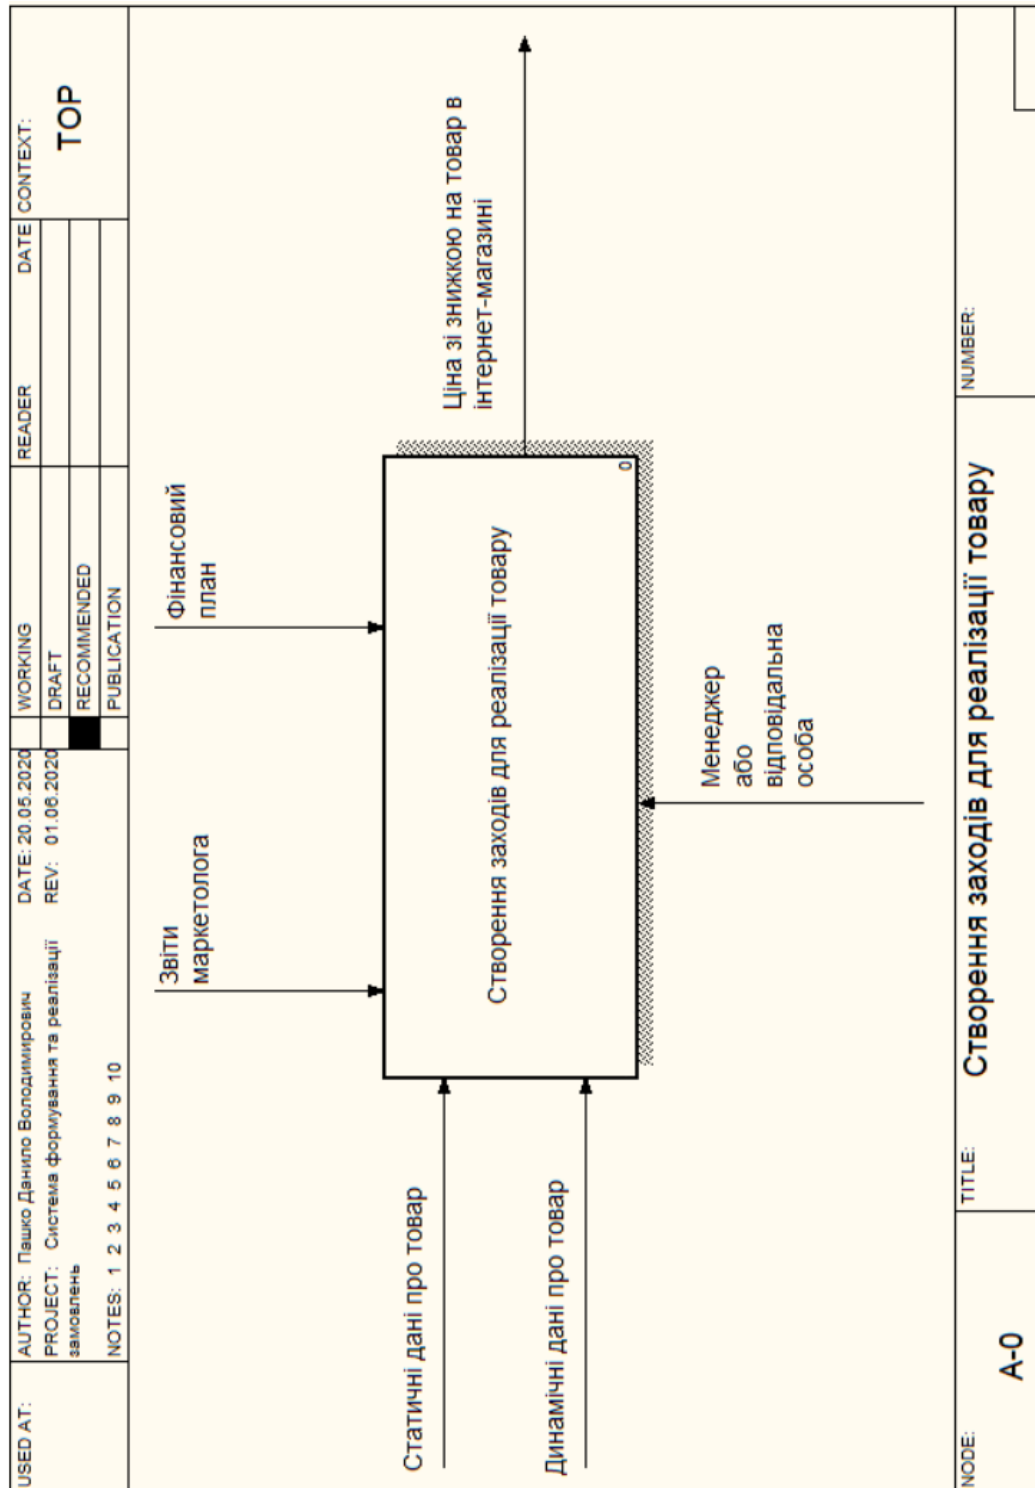 USED AT:
AUTHOR: Пашко Данило Володимирович
DATE: 20.05.2020
PROJECT: Система формування та реалізації
замовлень
REV: 01.06.2020
NOTES: 1 2 3 4 5 6 7 8 9 10
WORKING
DRAFT
RECOMMENDED
PUBLICATION
READER
DATE
CONTEXT:
TOP
Звіти
маркетолога
Фінансовий
план
Статичні дані про товар
Динамічні дані про товар
Створення заходів для реалізації товару
0
Ціна зі знижкою на товар в
інтернет-магазині
Менеджер
або
відповідальна
особа
NODE:
A-0
TITLE:
Створення заходів для реалізації товару
NUMBER: